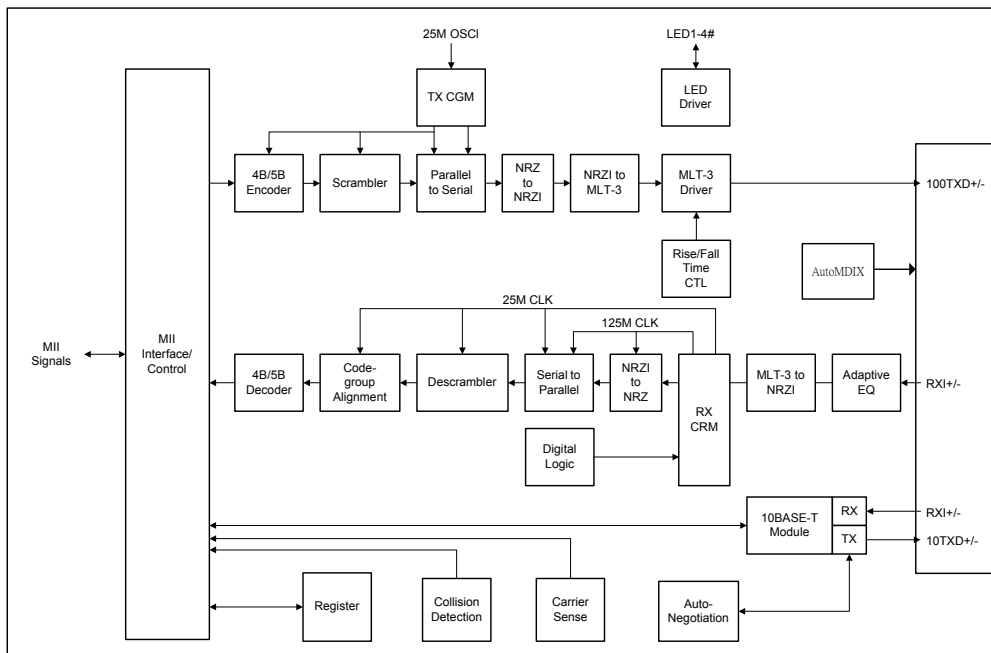 25M OSCI
LED1-4#
TX CGM
LED
Driver
4B/5B
Encoder
Scrambler
Parallel
to Serial
NRZ
to
NRZI
NRZI to
MLT-3
MLT-3
Driver
100TXD+/-
Rise/Fall
Time
CTL
AutoMDIX
25M CLK
125M CLK
MII
Signals
MII
Interface/
Control
4B/5B
Decoder
Code-
group
Alignment
Descrambler
Serial to
Parallel
NRZI
to
NRZ
RX
CRM
MLT-3 to
NRZI
Adaptive
EQ
RXI+/-
Digital
Logic
10BASE-T
Module
RX
TX
RXI+/-
10TXD+/-
Register
Collision
Detection
Carrier
Sense
Auto-
Negotiation